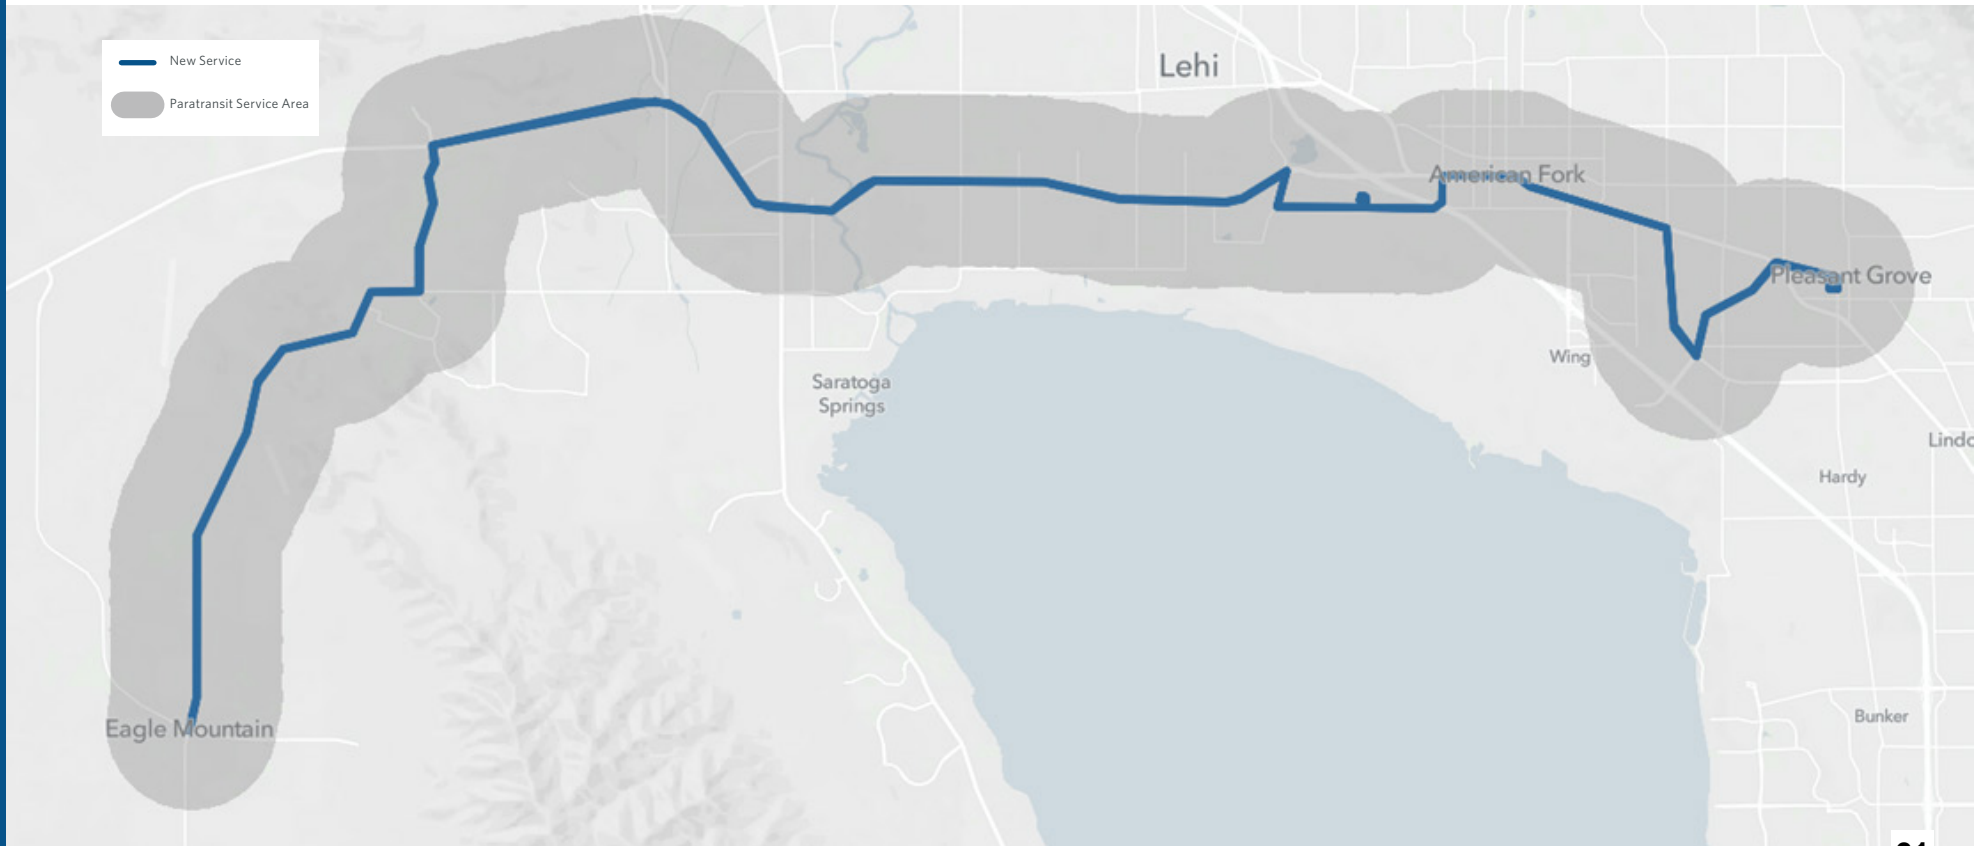 New Service
Paratransit Service Area
Lehi
American Fork
Pleasant Grove
Wing
Saratoga
Springs
Hardy
Eagle Mountain
Bunker